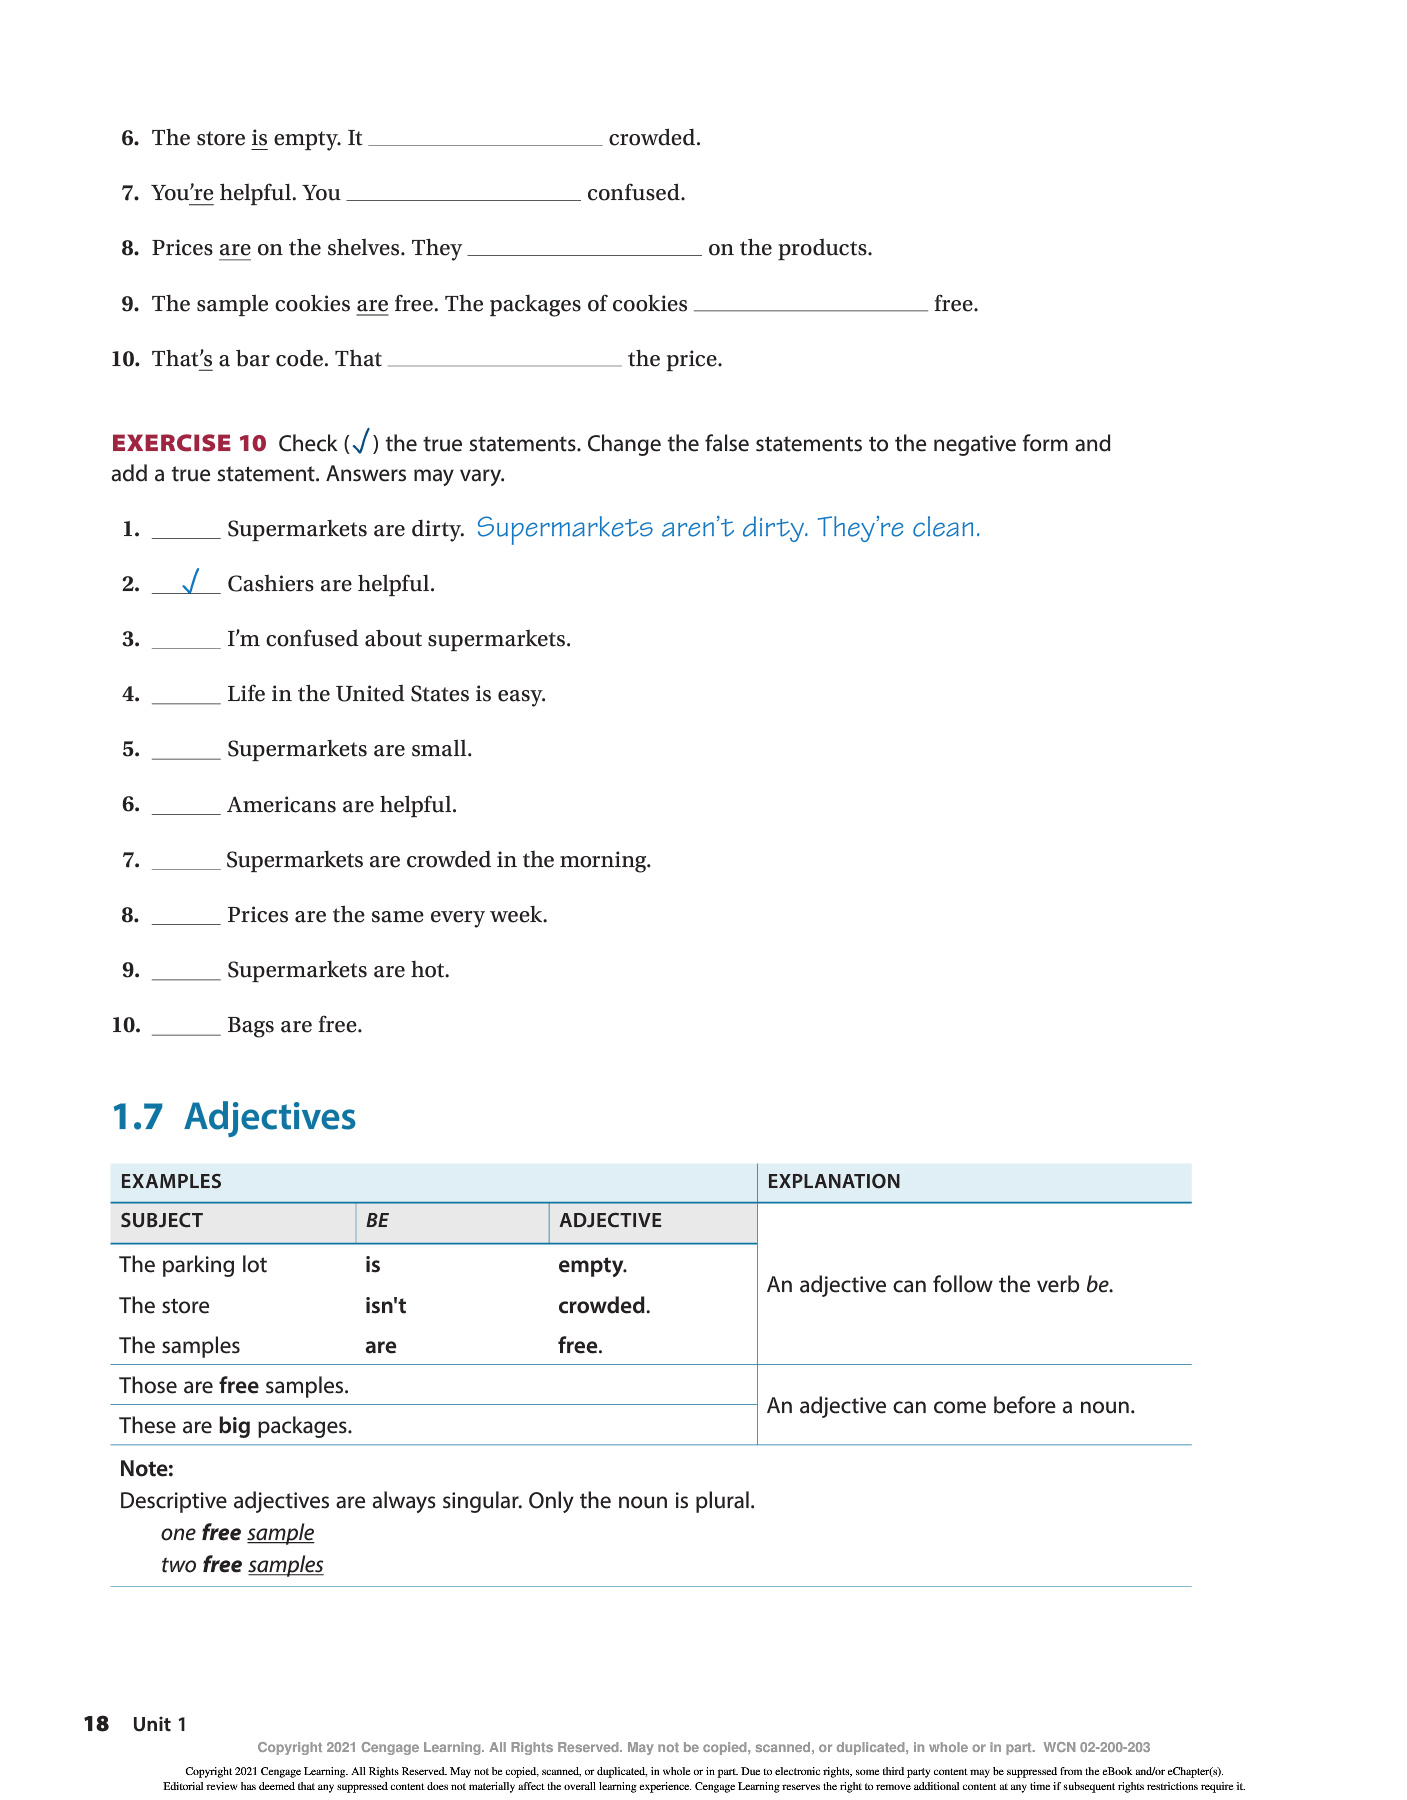 6. The store is empty. It ____________________ crowded.
7. You're helpful. You ____________________ confused.
8. Prices are on the shelves. They ____________________ on the products.
9. The sample cookies are free. The packages of cookies ____________________ free.
10. That's a bar code. That ____________________ the price.
EXERCISE 10 Check (✓) the true statements. Change the false statements to the negative form and
add a true statement. Answers may vary.
1. ______ Supermarkets are dirty. Supermarkets aren't dirty. They're clean.
2. ___✓__ Cashiers are helpful.
3. ______ I'm confused about supermarkets.
4. ______ Life in the United States is easy.
5. ______ Supermarkets are small.
6. ______ Americans are helpful.
7. ______ Supermarkets are crowded in the morning.
8. ______ Prices are the same every week.
9. ______ Supermarkets are hot.
10. ______ Bags are free.
1.7 Adjectives
EXAMPLES EXPLANATION
SUBJECT BE ADJECTIVE
The parking lot is empty.
An adjective can follow the verb be.
The store isn't crowded.
The samples are free.
Those are free samples.
An adjective can come before a noun.
These are big packages.
Note:
Descriptive adjectives are always singular. Only the noun is plural.
one free sample
two free samples
18 Unit 1
Copyright 2021 Cengage Learning. All Rights Reserved. May not be copied, scanned, or duplicated, in whole or in part. WCN 02-200-203
Copyright 2021 Cengage Learning. All Rights Reserved. May not be copied, scanned, or duplicated, in whole or in part. Due to electronic rights, some third party content may be suppressed from the eBook and/or eChapter(s).
Editorial review has deemed that any suppressed content does not materially affect the overall learning experience. Cengage Learning reserves the right to remove additional content at any time if subsequent rights restrictions require it.